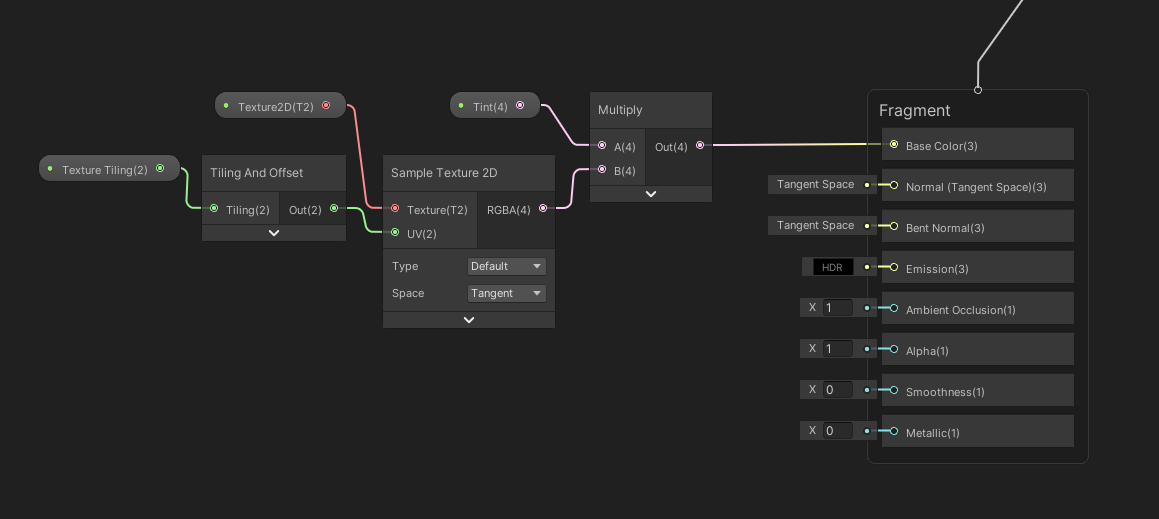 Texture Tiling(2)
Texture2D(T2)
Tiling And Offset
Tiling(2) Out(2)
Sample Texture 2D
Texture(T2) RGBA(4)
UV(2)
Type Default
Space Tangent
Tint(4)
Multiply
A(4) Out(4)
B(4)
Fragment
Base Color(3)
Tangent Space Normal (Tangent Space)(3)
Tangent Space Bent Normal(3)
HDR Emission(3)
X 1 Ambient Occlusion(1)
X 1 Alpha(1)
X 0 Smoothness(1)
X 0 Metallic(1)